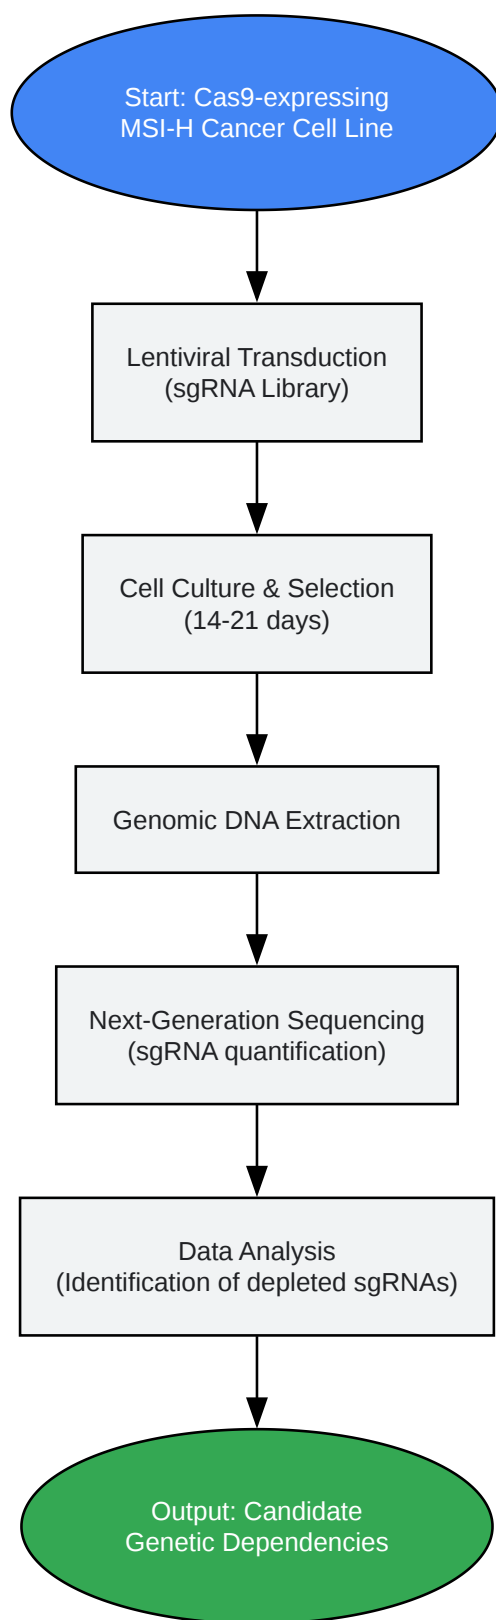 Start: Cas9-expressing
MSI-H Cancer Cell Line
Lentiviral Transduction
(sgRNA Library)
Cell Culture & Selection
(14-21 days)
Genomic DNA Extraction
Next-Generation Sequencing
(sgRNA quantification)
Data Analysis
(Identification of depleted sgRNAs)
Output: Candidate
Genetic Dependencies